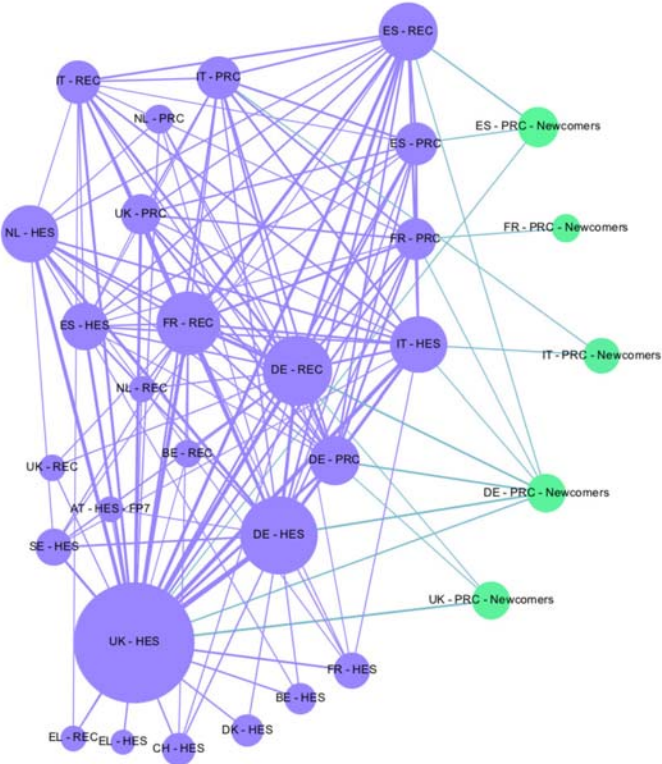 ES - REC
IT - REC
IT - PRC
NL - PRC
ES - PRC - Newcomers
ES - PRC
UK - PRC
NL - HES
FR - PRC
FR - PRC - Newcomers
ES - HES
FR - REC
IT - HES
IT - PRC - Newcomers
DE - REC
NL - REC
BE - REC
DE - PRC
UK - REC
DE - PRC - Newcomers
AT - HES - FP7
DE - HES
SE - HES
UK - PRC - Newcomers
UK - HES
FR - HES
BE - HES
DK - HES
EL - REC
EL - HES
CH - HES